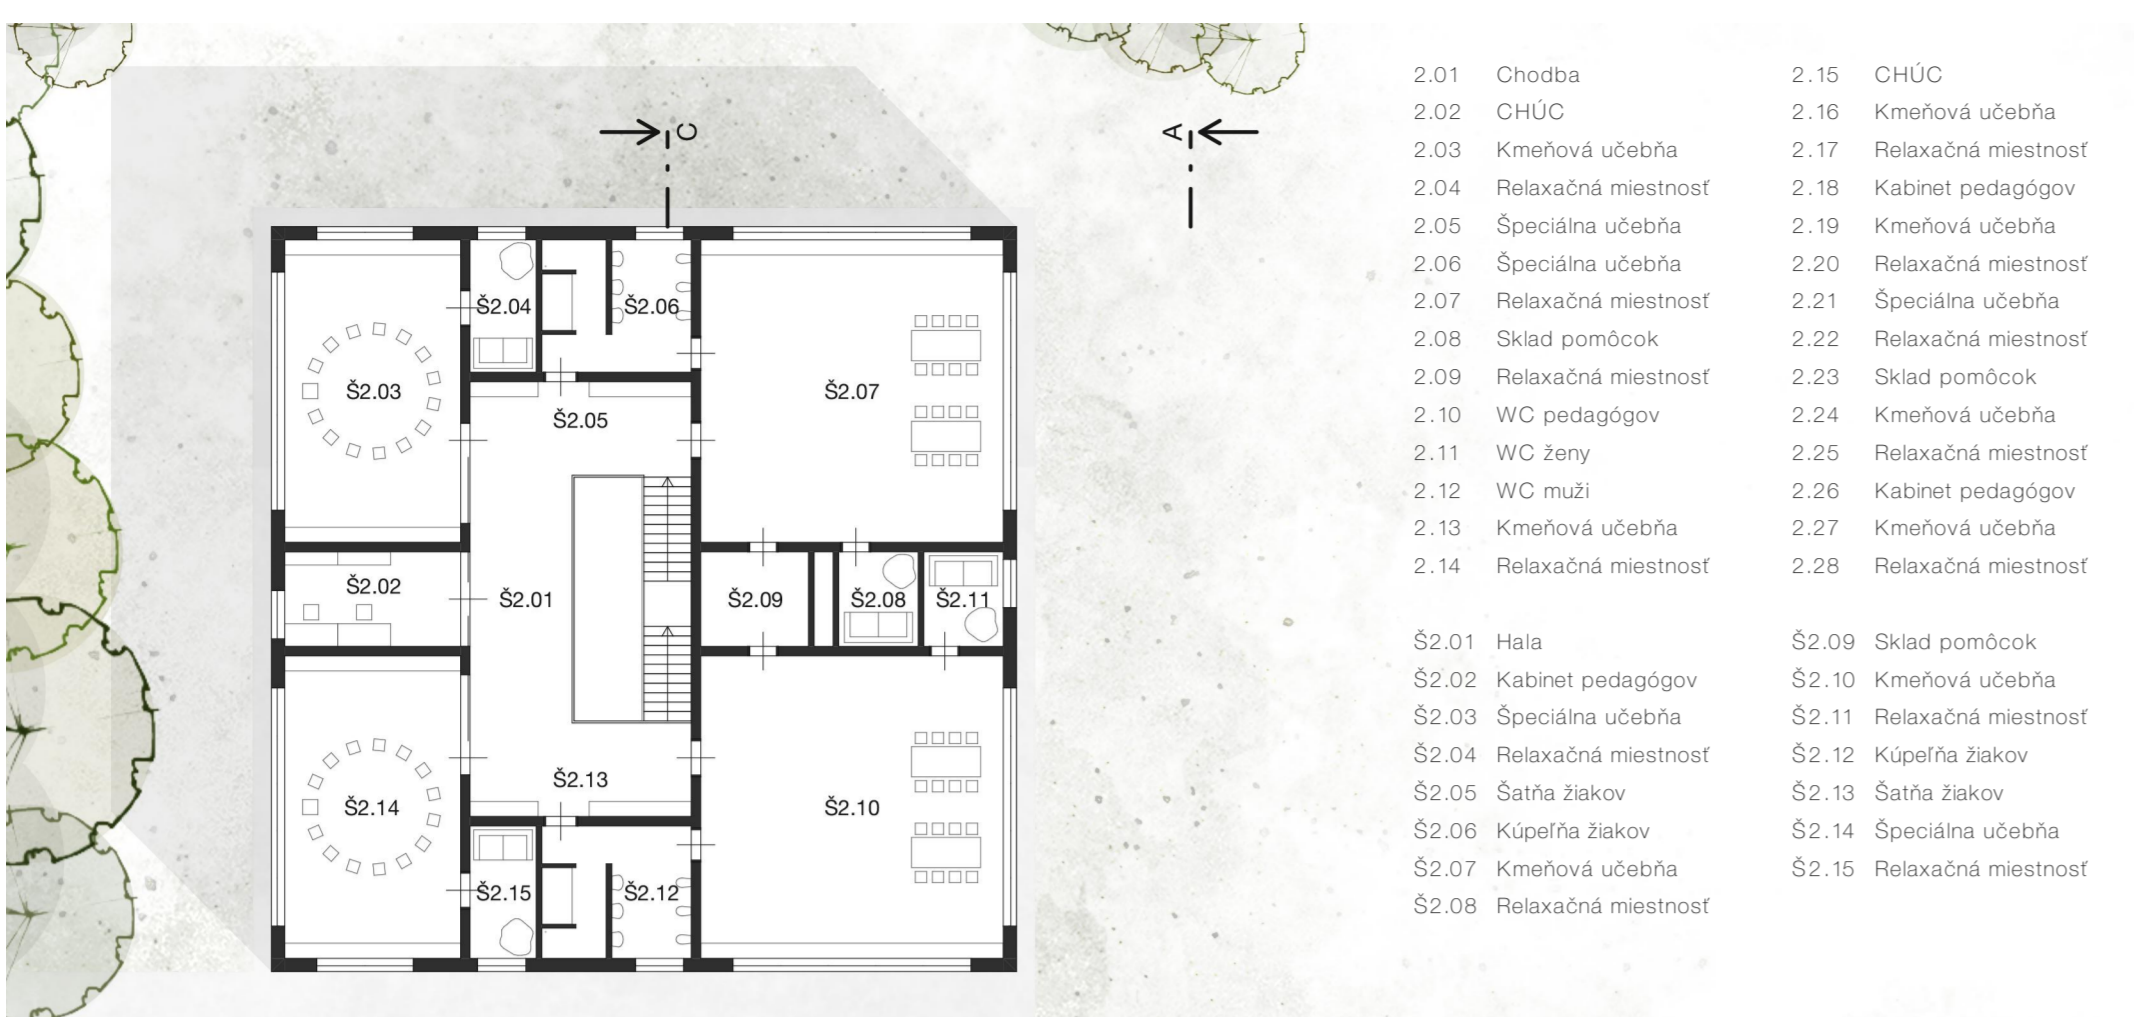 C
A
Š2.04
Š2.06
Š2.03
Š2.07
Š2.05
Š2.02
Š2.01
Š2.09
Š2.08
Š2.11
Š2.13
Š2.14
Š2.10
Š2.15
Š2.12
2.01 Chodba
2.02 CHÚC
2.03 Kmeňová učebňa
2.04 Relaxačná miestnosť
2.05 Špeciálna učebňa
2.06 Špeciálna učebňa
2.07 Relaxačná miestnosť
2.08 Sklad pomôcok
2.09 Relaxačná miestnosť
2.10 WC pedagógov
2.11 WC ženy
2.12 WC muži
2.13 Kmeňová učebňa
2.14 Relaxačná miestnosť
2.15 CHÚC
2.16 Kmeňová učebňa
2.17 Relaxačná miestnosť
2.18 Kabinet pedagógov
2.19 Kmeňová učebňa
2.20 Relaxačná miestnosť
2.21 Špeciálna učebňa
2.22 Relaxačná miestnosť
2.23 Sklad pomôcok
2.24 Kmeňová učebňa
2.25 Relaxačná miestnosť
2.26 Kabinet pedagógov
2.27 Kmeňová učebňa
2.28 Relaxačná miestnosť
Š2.01 Hala
Š2.02 Kabinet pedagógov
Š2.03 Špeciálna učebňa
Š2.04 Relaxačná miestnosť
Š2.05 Šatňa žiakov
Š2.06 Kúpeľňa žiakov
Š2.07 Kmeňová učebňa
Š2.08 Relaxačná miestnosť
Š2.09 Sklad pomôcok
Š2.10 Kmeňová učebňa
Š2.11 Relaxačná miestnosť
Š2.12 Kúpeľňa žiakov
Š2.13 Šatňa žiakov
Š2.14 Špeciálna učebňa
Š2.15 Relaxačná miestnosť